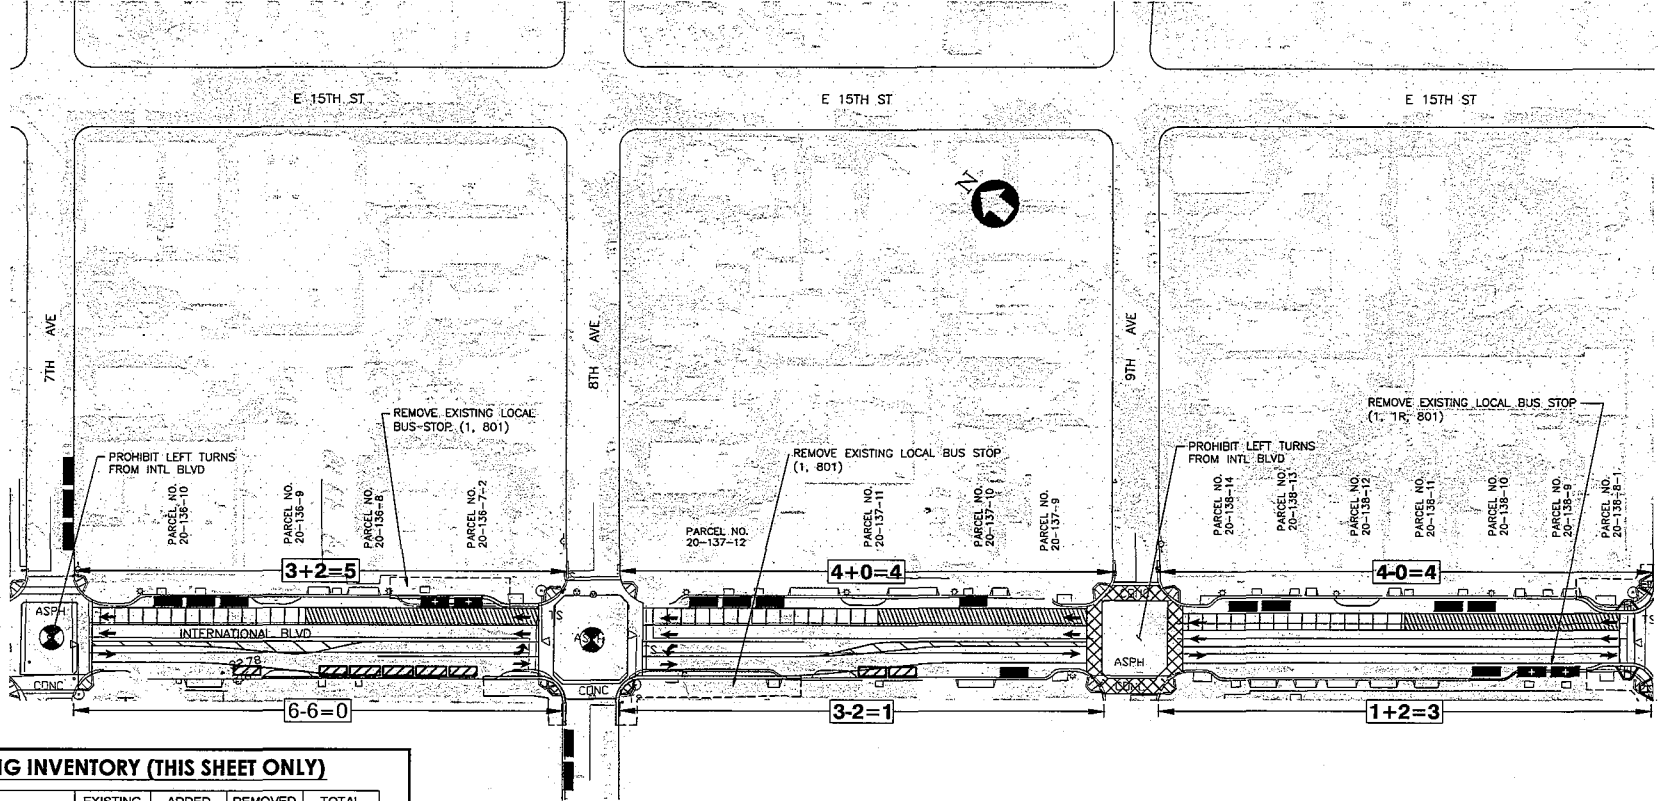 E 15TH ST
E 15TH ST
E 15TH ST
N
7TH AVE
8TH AVE
9TH AVE
REMOVE EXISTING LOCAL
BUS-STOP (1, 801)
REMOVE EXISTING LOCAL BUS STOP
(1, 1R, 801)
PROHIBIT LEFT TURNS
FROM INTL BLVD
REMOVE EXISTING LOCAL BUS STOP
(1, 801)
PROHIBIT LEFT TURNS
FROM INTL BLVD
PARCEL NO.
20-136-10
PARCEL NO.
20-136-9
PARCEL NO.
20-136-8
PARCEL NO.
20-136-7-2
PARCEL NO.
20-137-12
PARCEL NO.
20-137-11
PARCEL NO.
20-137-10
PARCEL NO.
20-137-9
PARCEL NO.
20-138-14
PARCEL NO.
20-138-13
PARCEL NO.
20-138-12
PARCEL NO.
20-138-11
PARCEL NO.
20-138-10
PARCEL NO.
20-138-9
PARCEL NO.
20-138-8-1
3+2=5
4+0=4
4-0=4
ASPH
INTERNATIONAL BLVD
TS
TS
ASPH
CONC
CONC
CONC
6-6=0
3-2=1
1+2=3
G INVENTORY (THIS SHEET ONLY)
EXISTING ADDED REMOVED TOTAL